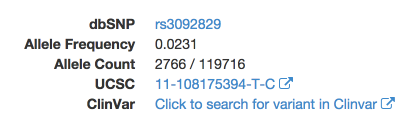 dbSNP rs3092829
Allele Frequency 0.0231
Allele Count 2766 / 119716
UCSC 11-108175394-T-C
ClinVar Click to search for variant in Clinvar